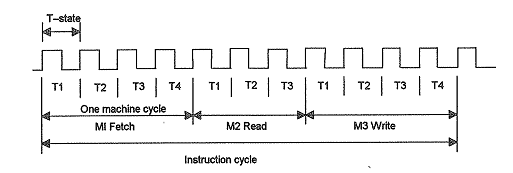 T-state
T1 T2 T3 T4 T1 T2 T3 T1 T2 T3 T4
One machine cycle
MI Fetch M2 Read M3 Write
Instruction cycle